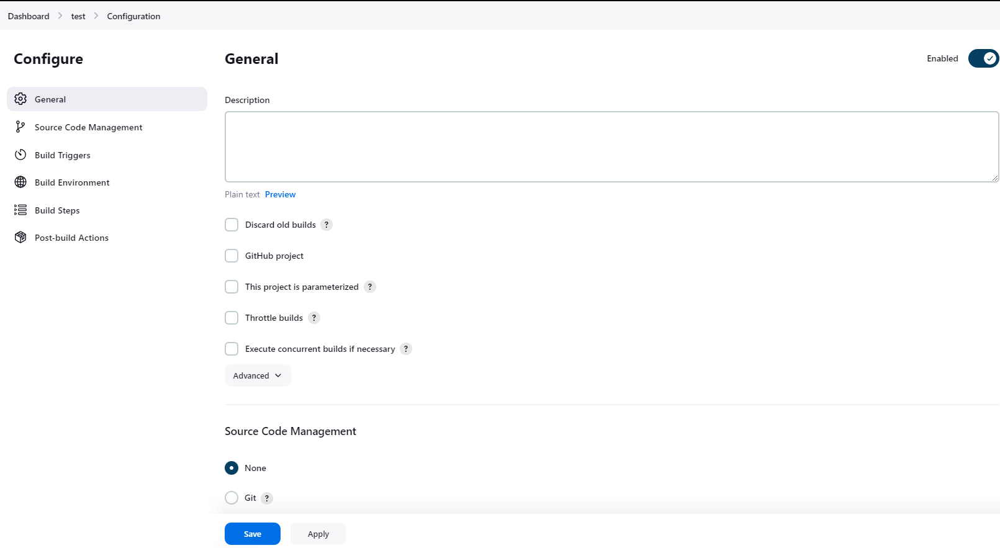 Dashboard > test > Configuration
Configure
General
Source Code Management
Build Triggers
Build Environment
Build Steps
Post-build Actions
General
Enabled
Description
Plain text Preview
Discard old builds ?
GitHub project
This project is parameterized ?
Throttle builds ?
Execute concurrent builds if necessary ?
Advanced
Source Code Management
None
Git ?
Save
Apply